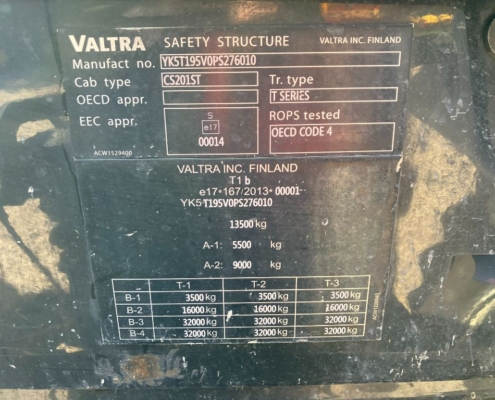 VALTRA SAFETY STRUCTURE VALTRA INC. FINLAND
Manufact no. YK5T195V0PS276010
Cab type CS201ST Tr. type
OECD appr. T SERIES
EEC appr. S ROPS tested
e17 OECD CODE 4
00014
ACW1529400
VALTRA INC. FINLAND
T1 b
e17*167/2013*00001
YK5T195V0PS276010
13500 kg
A-1: 5500 kg
A-2: 9000 kg
T-1 T-2 T-3
B-1 3500 kg 3500 kg 3500 kg
B-2 16000 kg 16000 kg 16000 kg
B-3 32000 kg 32000 kg 32000 kg
B-4 32000 kg 32000 kg 32000 kg